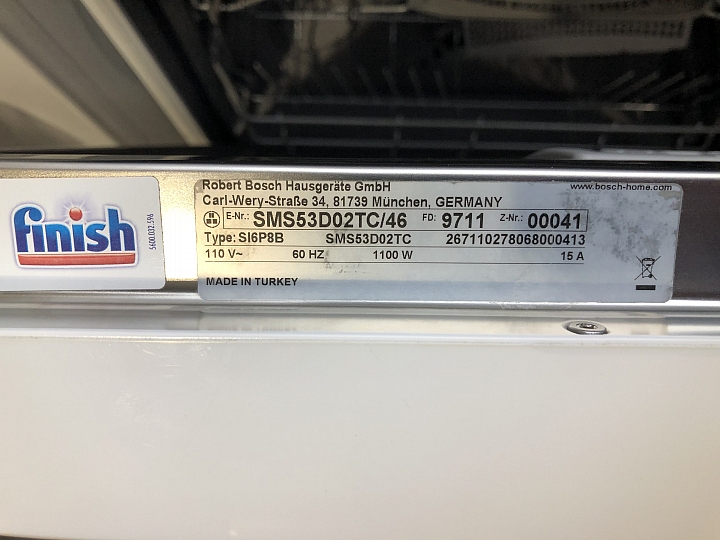 finish
5600.002.596
Robert Bosch Hausgeräte GmbH www.bosch-home.com
Carl-Wery-Straße 34, 81739 München, GERMANY
E-Nr.: SMS53D02TC/46 FD: 9711 Z-Nr.: 00041
Type: SI6P8B SMS53D02TC 267110278068000413
110 V~ 60 HZ 1100 W 15 A
MADE IN TURKEY